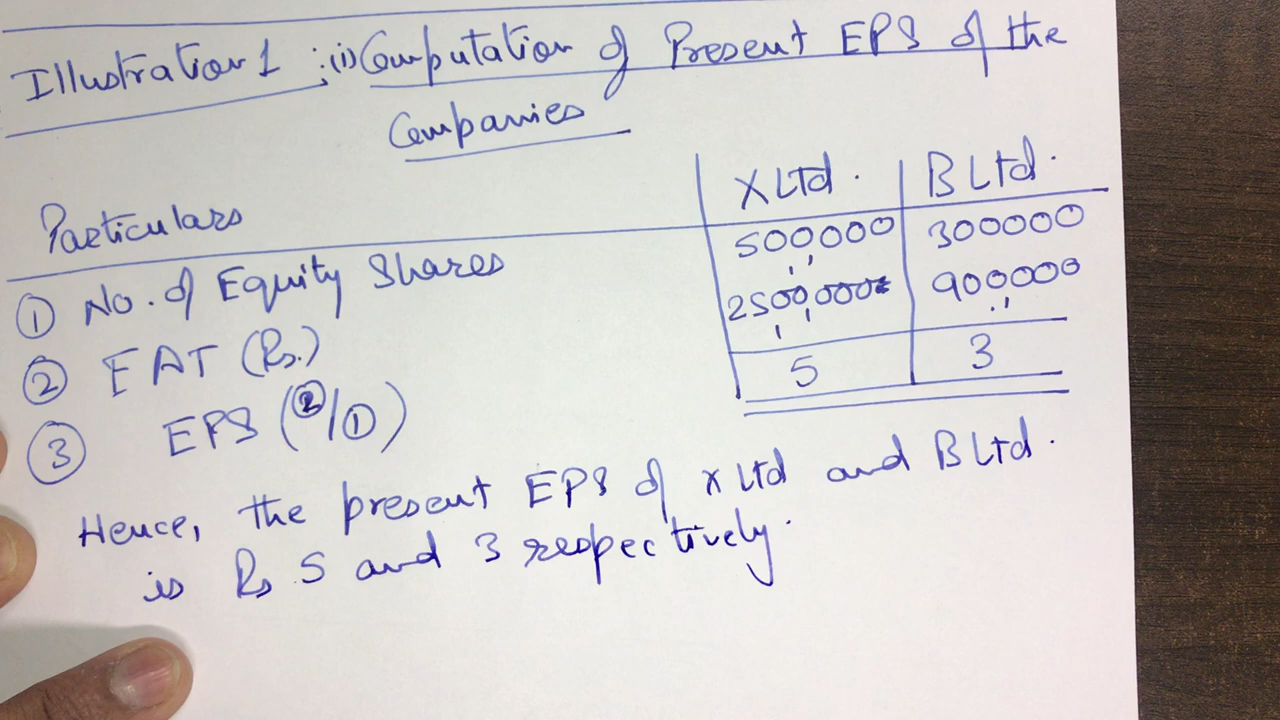 Illustration 1 : (i) Computation of Present EPS of the
Companies
Particulars X Ltd. B Ltd.
① No. of Equity Shares 500000 300000
② EAT (Rs.) 2500,000 900000
③ EPS (②/①) 5 3
Hence, the present EPS of X Ltd and B Ltd.
is Rs 5 and 3 respectively.